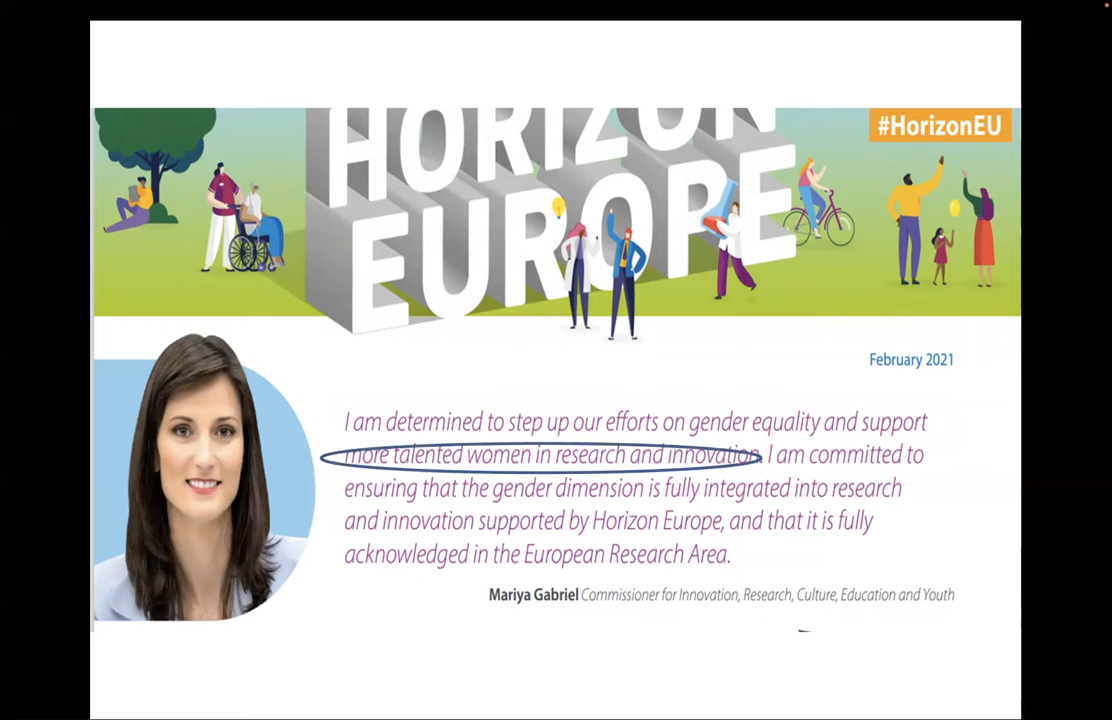 HORIZON
EUROPE
#HorizonEU
February 2021
I am determined to step up our efforts on gender equality and support
more talented women in research and innovation. I am committed to
ensuring that the gender dimension is fully integrated into research
and innovation supported by Horizon Europe, and that it is fully
acknowledged in the European Research Area.
Mariya Gabriel Commissioner for Innovation, Research, Culture, Education and Youth